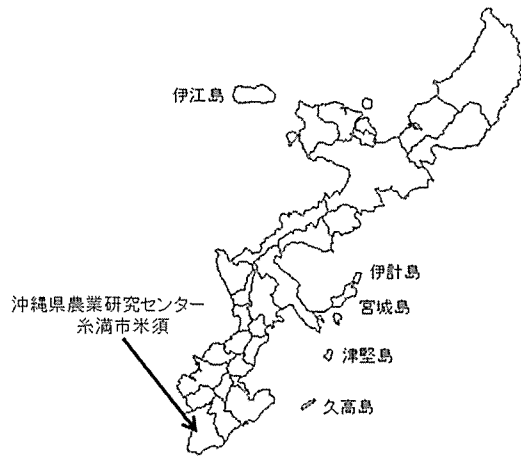 伊江島
伊計島
宮城島
沖縄県農業研究センター
糸満市米須
津堅島
久高島